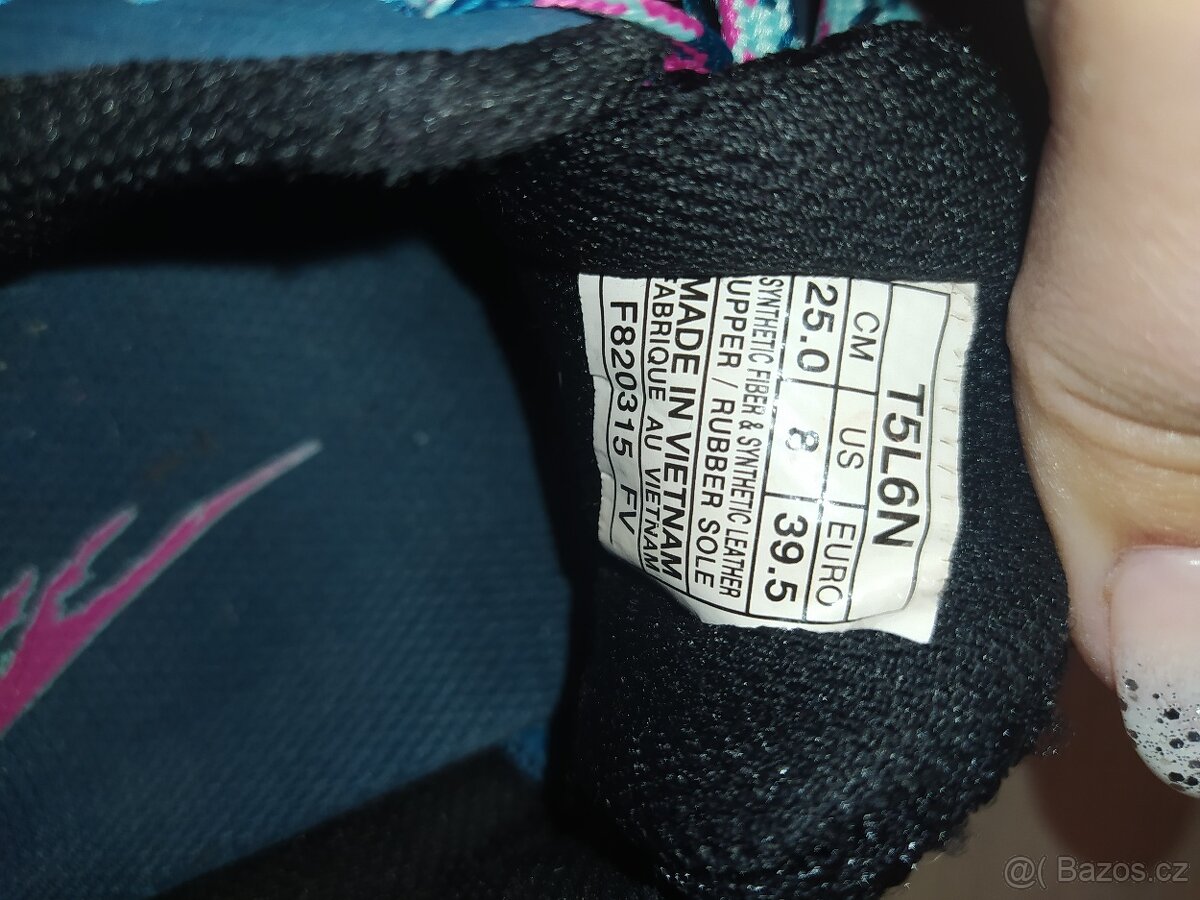 T5L6N
CM US EURO
25.0 8 39.5
SYNTHETIC FIBER & SYNTHETIC LEATHER
UPPER / RUBBER SOLE
MADE IN VIETNAM
FABRIQUE AU VIETNAM
F820315 FV
@( Bazos.cz